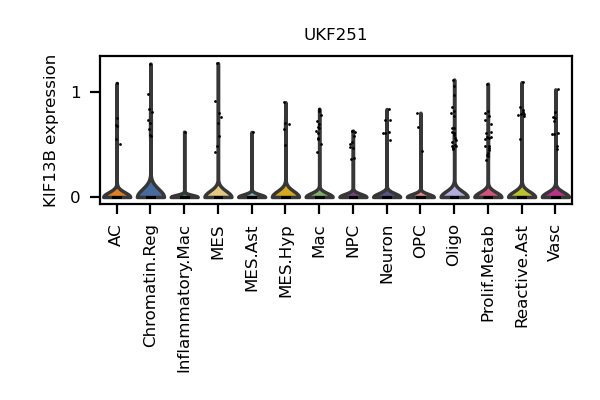 UKF251
KIF13B expression
1
0
AC
Chromatin.Reg
Inflammatory.Mac
MES
MES.Ast
MES.Hyp
Mac
NPC
Neuron
OPC
Oligo
Prolif.Metab
Reactive.Ast
Vasc